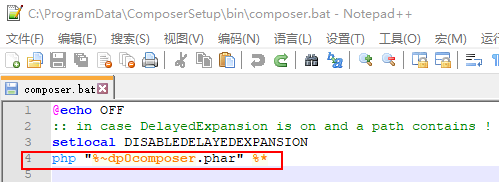 C:\ProgramData\ComposerSetup\bin\composer.bat - Notepad++
文件(F) 编辑(E) 搜索(S) 视图(V) 编码(N) 语言(L) 设置(T) 工具(O) 宏(M) 运行
composer.bat
1 @echo OFF
2 :: in case DelayedExpansion is on and a path contains !
3 setlocal DISABLEDELAYEDEXPANSION
4 php "%~dp0composer.phar" %*
5